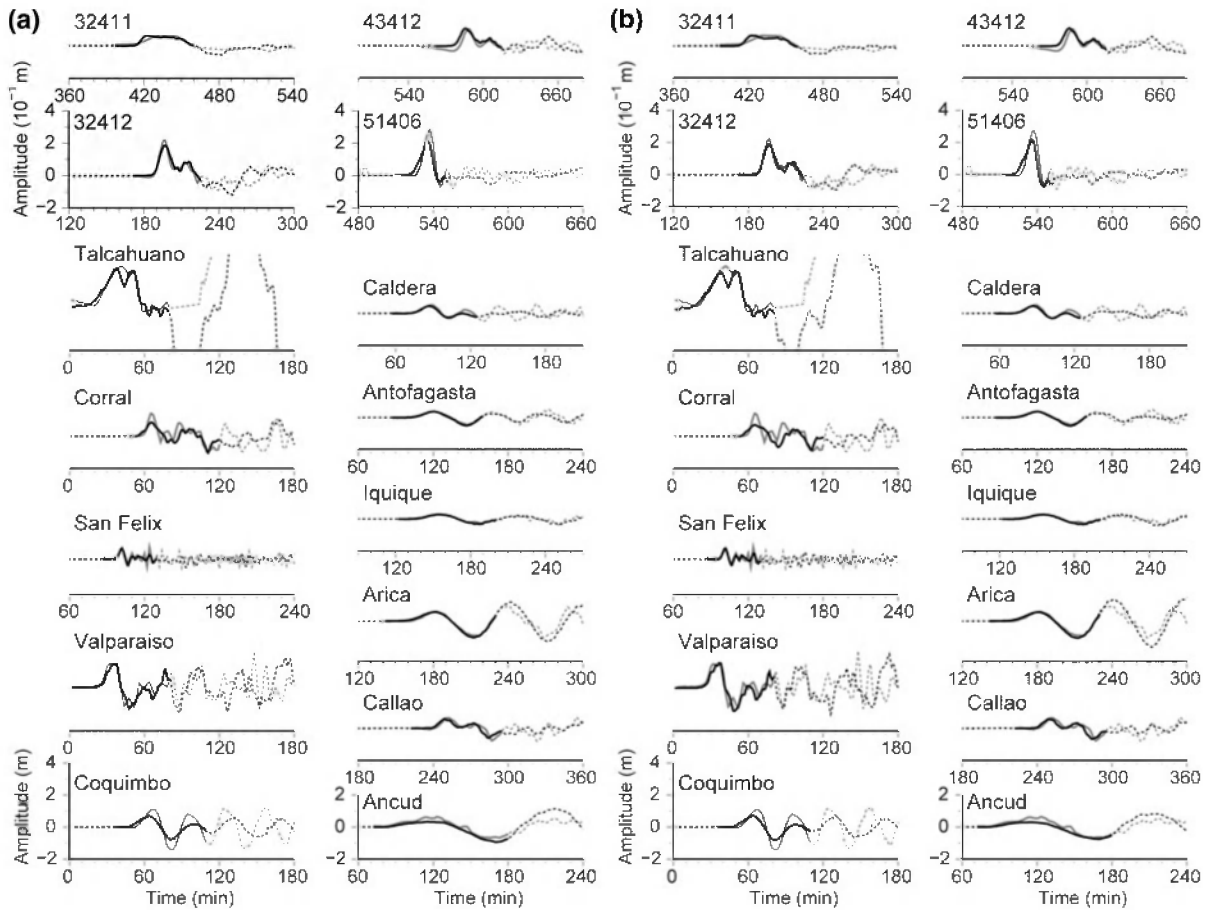 (a)
32411
360 420 480 540
43412
540 600 660
Amplitude (10⁻¹ m)
4
2
0
−2
32412
120 180 240 300
51406
480 540 600 660
Talcahuano
0 60 120 180
Caldera
60 120 180
Corral
0 60 120 180
Antofagasta
60 120 180 240
San Felix
60 120 180 240
Iquique
120 180 240
Valparaiso
0 60 120 180
Arica
120 180 240 300
Callao
180 240 300 360
Amplitude (m)
4
2
0
−2
Coquimbo
0 60 120 180
Time (min)
2
0
−2
Ancud
60 120 180 240
Time (min)
(b)
32411
360 420 480 540
43412
540 600 660
Amplitude (10⁻¹ m)
4
2
0
−2
32412
120 180 240 300
51406
480 540 600 660
Talcahuano
0 60 120 180
Caldera
60 120 180
Corral
0 60 120 180
Antofagasta
60 120 180 240
San Felix
60 120 180 240
Iquique
120 180 240
Valparaiso
0 60 120 180
Arica
120 180 240 300
Callao
180 240 300 360
Amplitude (m)
4
2
0
−2
Coquimbo
0 60 120 180
Time (min)
2
0
−2
Ancud
60 120 180 240
Time (min)